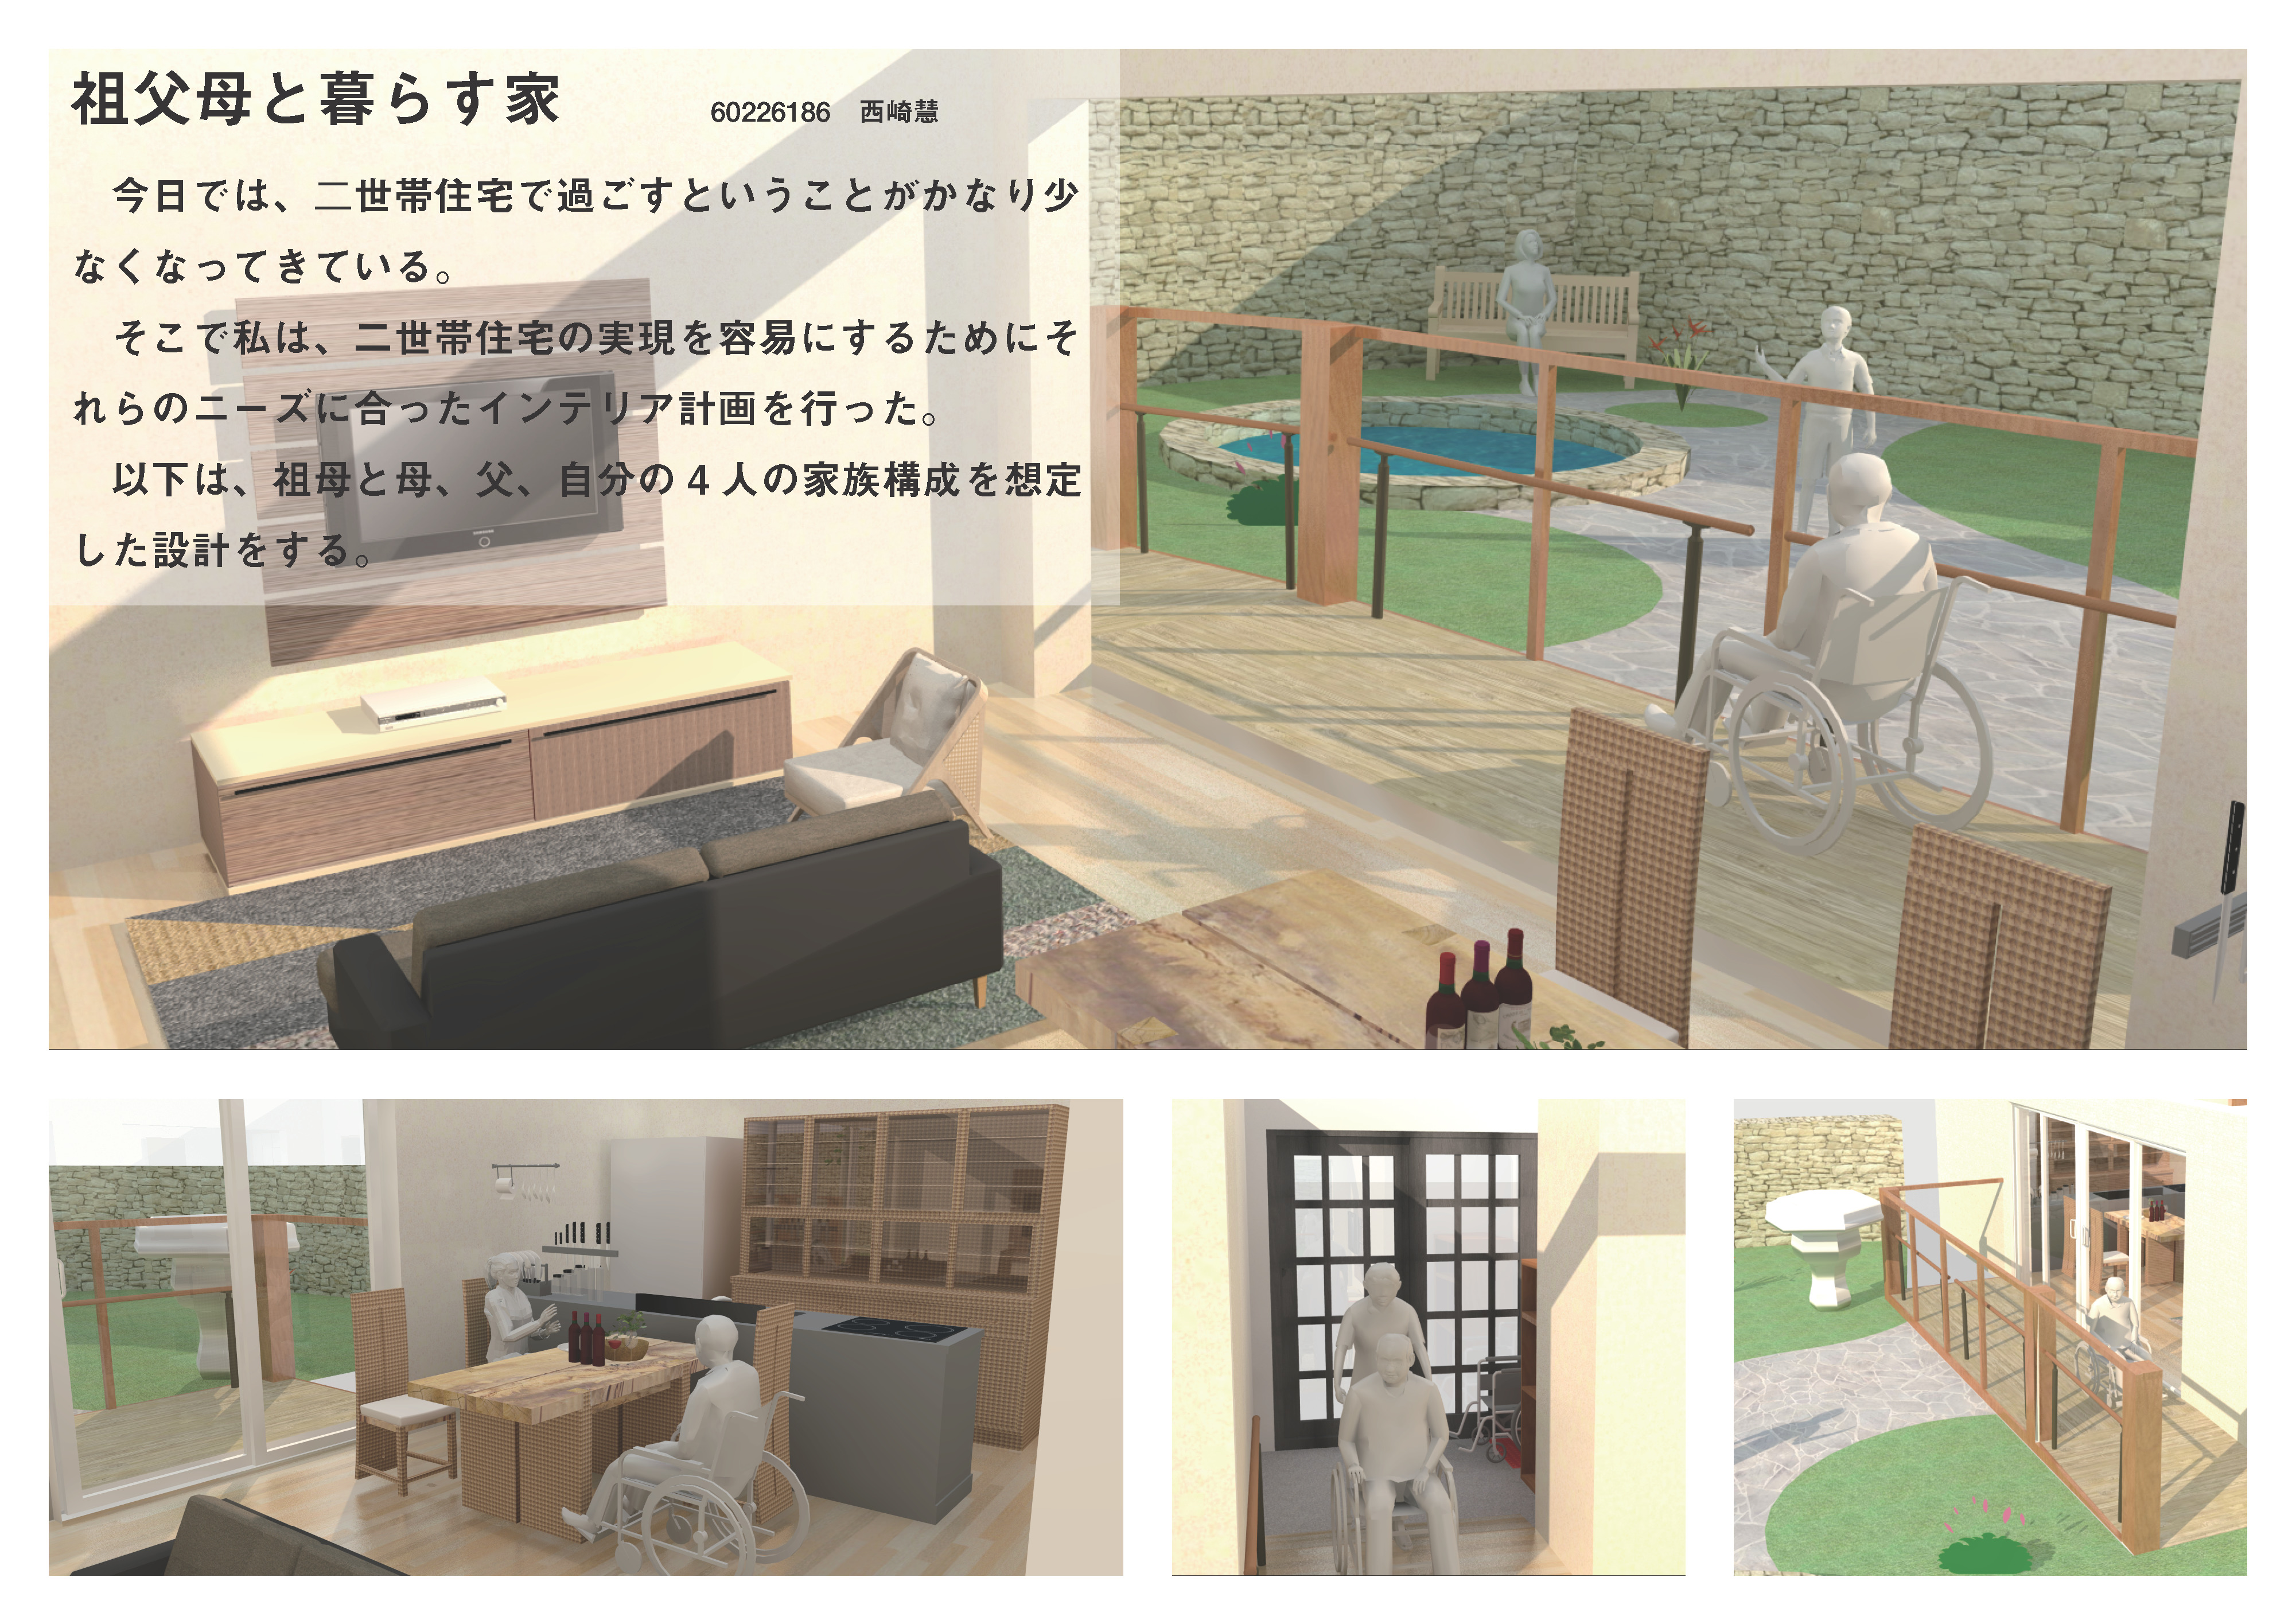 祖父母と暮らす家
60226186　西崎慧
　今日では、二世帯住宅で過ごすということがかなり少
なくなってきている。
　そこで私は、二世帯住宅の実現を容易にするためにそ
れらのニーズに合ったインテリア計画を行った。
　以下は、祖母と母、父、自分の 4 人の家族構成を想定
した設計をする。